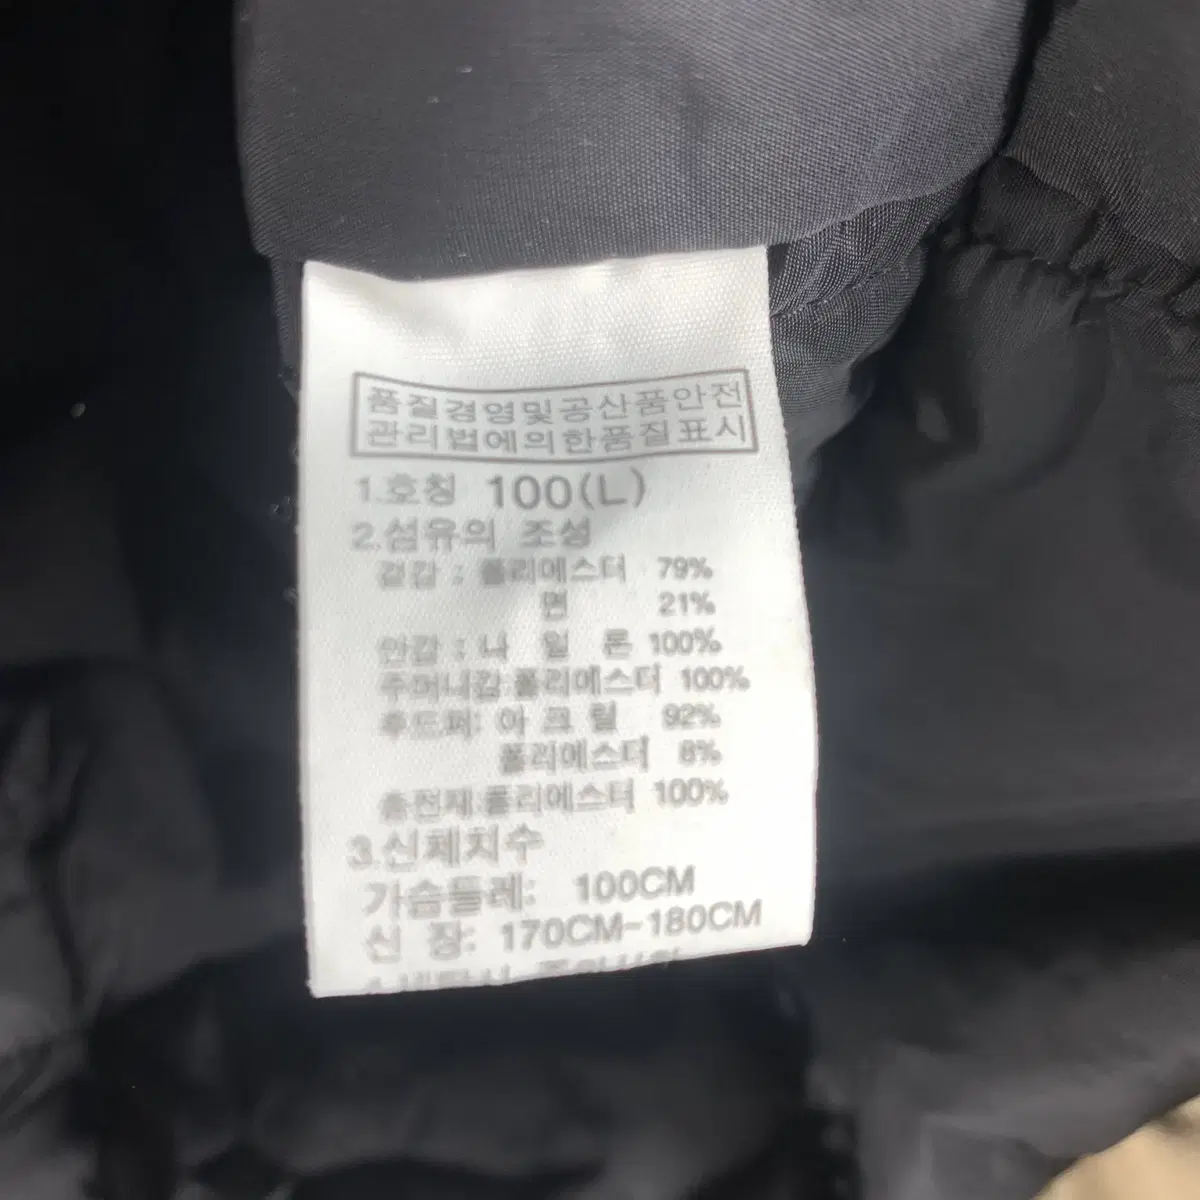 품질경영및공산품안전
관리법에의한품질표시
1.호칭 100(L)
2.섬유의 조성
겉감 : 폴리에스터 79%
면 21%
안감 : 나 일 론 100%
주머니감:폴리에스터 100%
후드퍼: 아 크 릴 92%
폴리에스터 8%
충전재:폴리에스터 100%
3.신체치수
가슴둘레: 100CM
신 장: 170CM-180CM